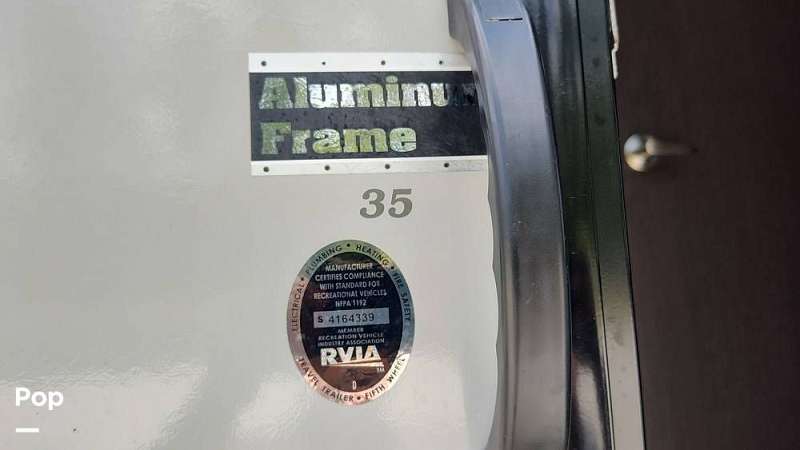 Aluminu
Frame
35
ELECTRICAL • PLUMBING • HEATING • FIRE SAFETY
MANUFACTURER
CERTIFIES COMPLIANCE
WITH STANDARD FOR
RECREATIONAL VEHICLES
NFPA 1192
S 4164339
MEMBER
RECREATION VEHICLE
INDUSTRY ASSOCIATION
RVIA
TM
D
TRAVEL TRAILER • FIFTH WHEEL
Pop